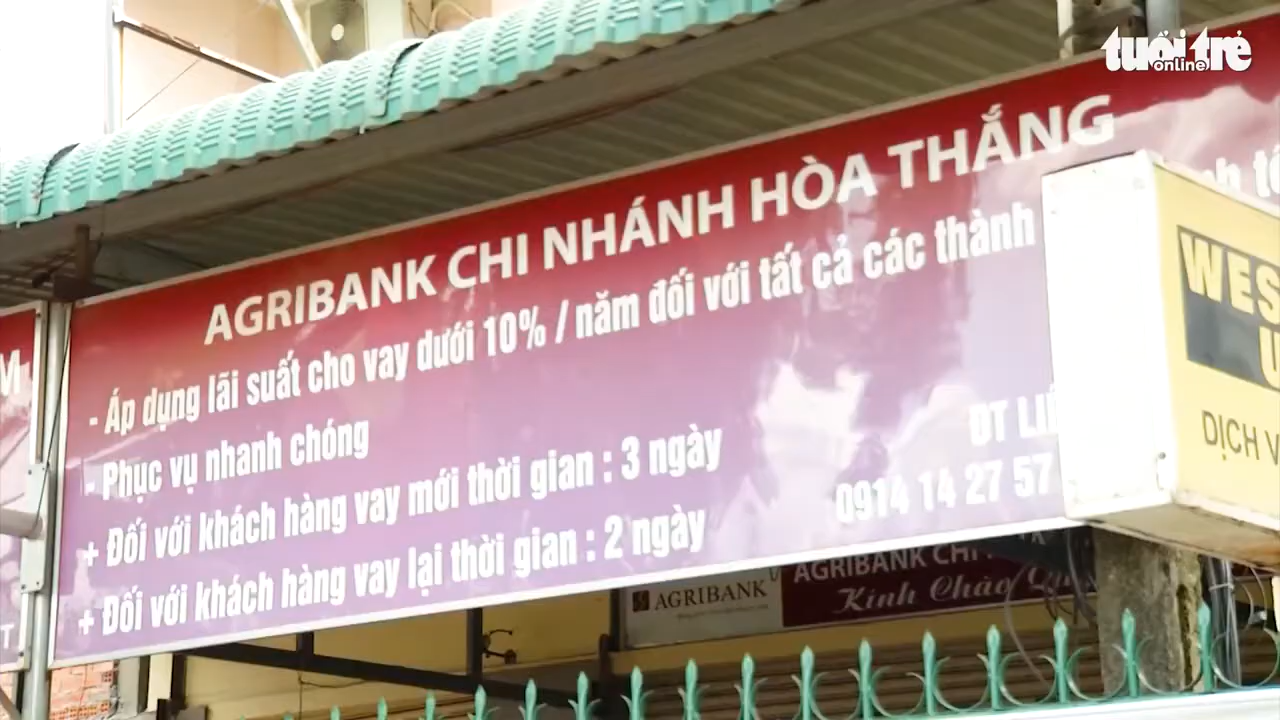 tuổi trẻ
online
AGRIBANK CHI NHÁNH HÒA THẮNG
- Áp dụng lãi suất cho vay dưới 10% / năm đối với tất cả các thành
- Phục vụ nhanh chóng
+ Đối với khách hàng vay mới thời gian : 3 ngày
+ Đối với khách hàng vay lại thời gian : 2 ngày
ĐT LI
0914 14 27 57
WES
U
DỊCH V
AGRIBANK
AGRIBANK CHI
Kính Chào
M
T